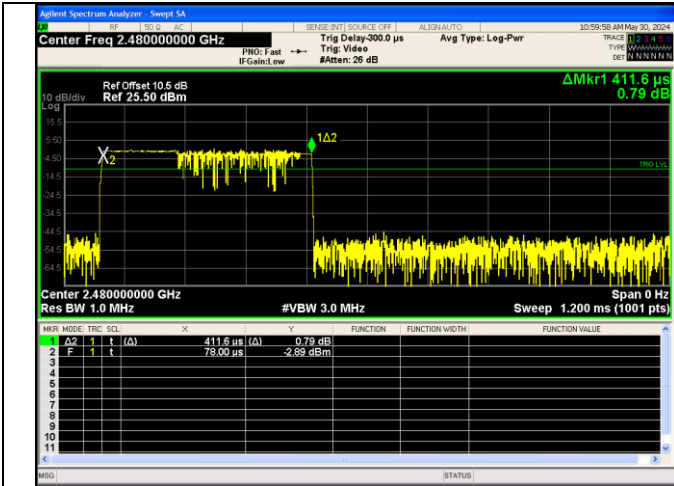 Agilent Spectrum Analyzer - Swept SA
RF 50 Ω AC SENSE:INT SOURCE OFF ALIGN AUTO 10:59:58 AM May 30, 2024
Center Freq 2.480000000 GHz
PNO: Fast
IFGain:Low
Trig Delay-300.0 µs
Trig: Video
#Atten: 26 dB
Avg Type: Log-Pwr
TRACE 1 2 3 4 5 6
TYPE
DET N N N N N N
Ref Offset 10.5 dB
10 dB/div Ref 25.50 dBm
Log
ΔMkr1 411.6 µs
0.79 dB
15.5
5.50
1Δ2
X2
-4.50
TRIG LVL
-14.5
-24.5
-34.5
-44.5
-54.5
-64.5
Center 2.480000000 GHz Span 0 Hz
Res BW 1.0 MHz #VBW 3.0 MHz Sweep 1.200 ms (1001 pts)
MKR MODE TRC SCL X Y FUNCTION FUNCTION WIDTH FUNCTION VALUE
1 Δ2 1 t (Δ) 411.6 µs (Δ) 0.79 dB
2 F 1 t 78.00 µs -2.89 dBm
3
4
5
6
7
8
9
10
11
MSG STATUS